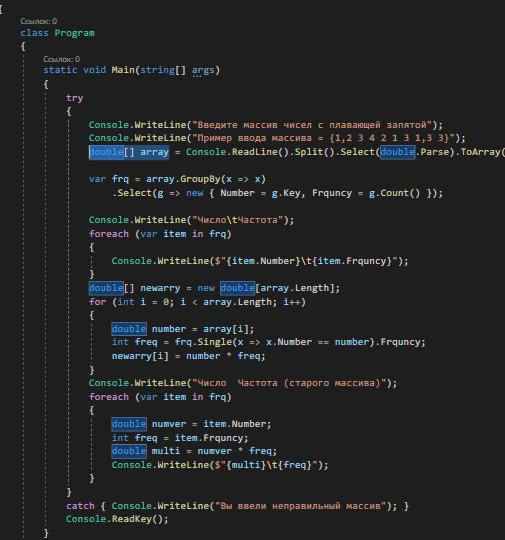 {
Ссылок: 0
class Program
{
Ссылок: 0
static void Main(string[] args)
{
try
{
Console.WriteLine("Введите массив чисел с плавающей запятой");
Console.WriteLine("Пример ввода массива = {1,2 3 4 2 1 3 1,3 3}");
double[] array = Console.ReadLine().Split().Select(double.Parse).ToArray(
var frq = array.GroupBy(x => x)
.Select(g => new { Number = g.Key, Frquncy = g.Count() });
Console.WriteLine("Число\tЧастота");
foreach (var item in frq)
{
Console.WriteLine($"{item.Number}\t{item.Frquncy}");
}
double[] newarry = new double[array.Length];
for (int i = 0; i < array.Length; i++)
{
double number = array[i];
int freq = frq.Single(x => x.Number == number).Frquncy;
newarry[i] = number * freq;
}
Console.WriteLine("Число  Частота (старого массива)");
foreach (var item in frq)
{
double numver = item.Number;
int freq = item.Frquncy;
double multi = numver * freq;
Console.WriteLine($"{multi}\t{freq}");
}
}
catch { Console.WriteLine("Вы ввели неправильный массив"); }
Console.ReadKey();
}